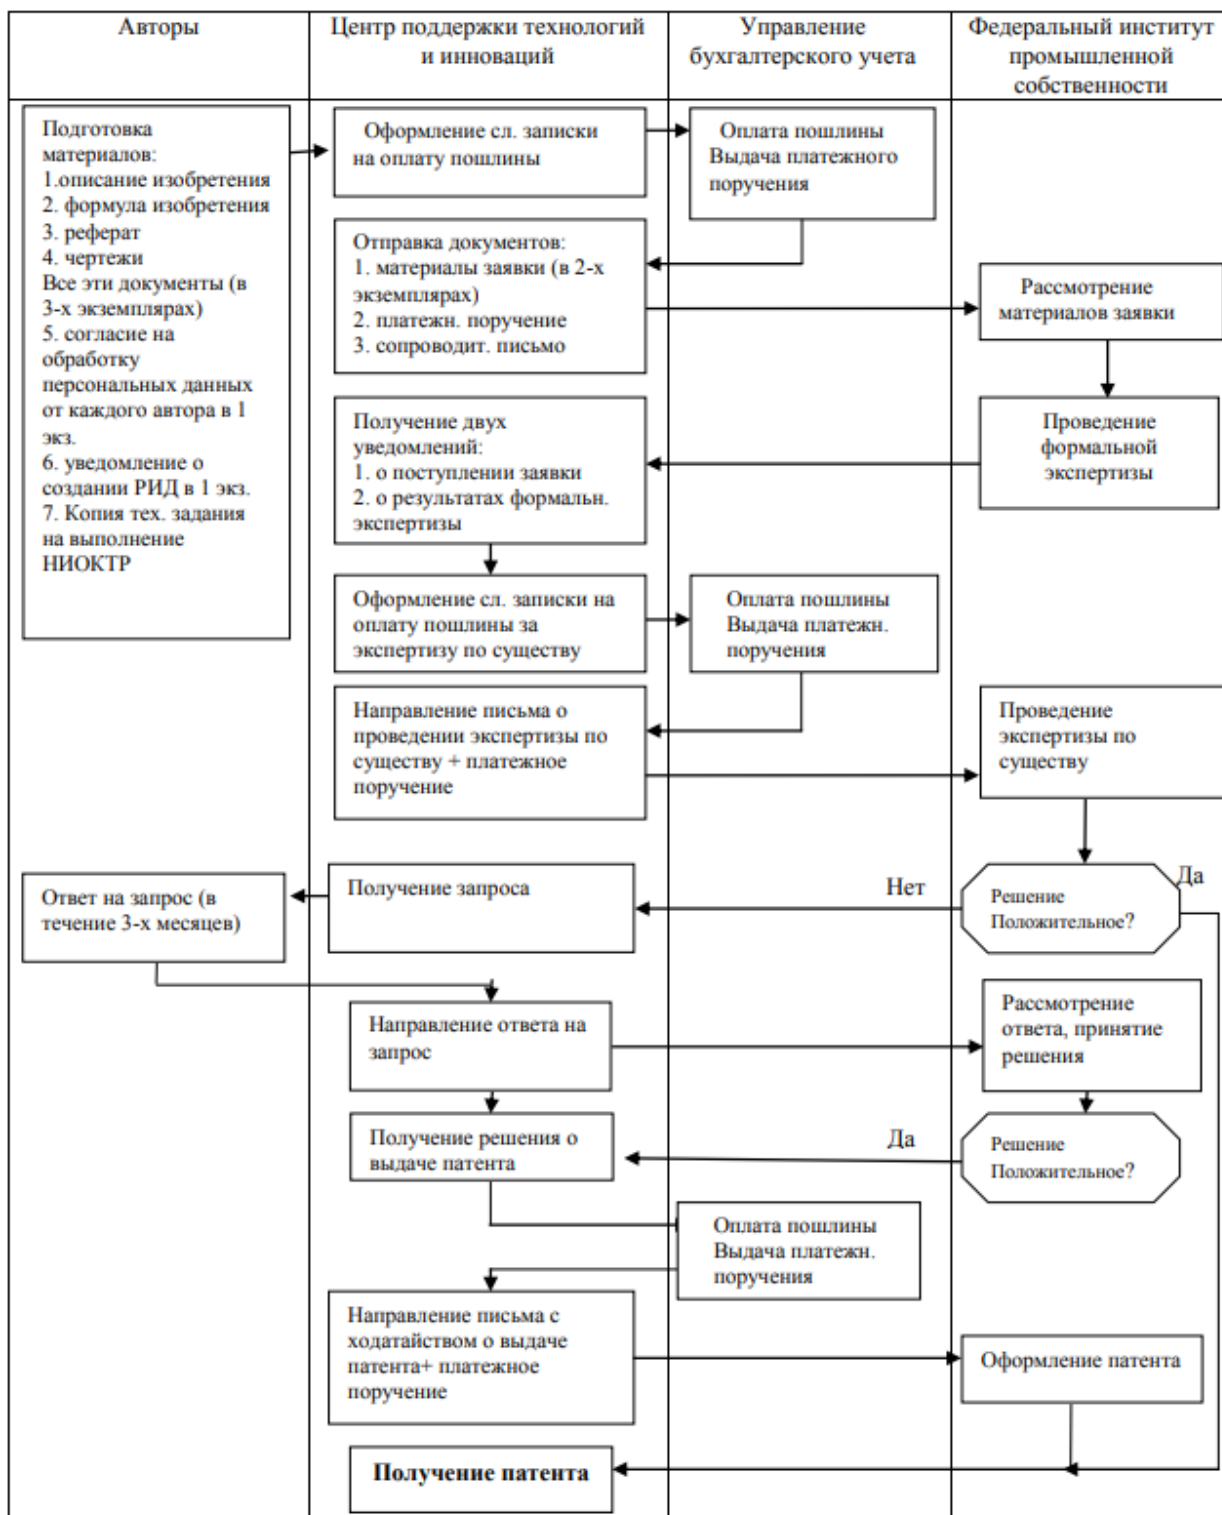 Авторы
Центр поддержки технологий
и инноваций
Управление
бухгалтерского учета
Федеральный институт
промышленной
собственности
Подготовка
материалов:
1.описание изобретения
2. формула изобретения
3. реферат
4. чертежи
Все эти документы (в
3-х экземплярах)
5. согласие на
обработку
персональных данных
от каждого автора в 1
экз.
6. уведомление о
создании РИД в 1 экз.
7. Копия тех. задания
на выполнение
НИОКТР
Оформление сл. записки
на оплату пошлины
Оплата пошлины
Выдача платежного
поручения
Отправка документов:
1. материалы заявки (в 2-х
экземплярах)
2. платежн. поручение
3. сопроводит. письмо
Рассмотрение
материалов заявки
Проведение
формальной
экспертизы
Получение двух
уведомлений:
1. о поступлении заявки
2. о результатах формальн.
экспертизы
Оформление сл. записки на
оплату пошлины за
экспертизу по существу
Оплата пошлины
Выдача платежн.
поручения
Направление письма о
проведении экспертизы по
существу + платежное
поручение
Проведение
экспертизы по
существу
Решение
Положительное?
Да
Нет
Получение запроса
Ответ на запрос (в
течение 3-х месяцев)
Направление ответа на
запрос
Рассмотрение
ответа, принятие
решения
Решение
Положительное?
Да
Получение решения о
выдаче патента
Оплата пошлины
Выдача платежн.
поручения
Направление письма с
ходатайством о выдаче
патента+ платежное
поручение
Оформление патента
Получение патента